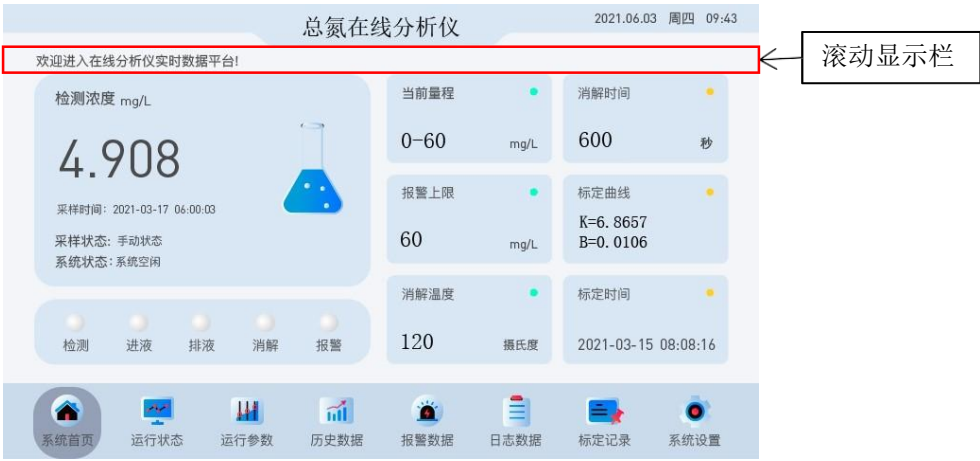 总氮在线分析仪
2021.06.03 周四 09:43
欢迎进入在线分析仪实时数据平台!
滚动显示栏
检测浓度 mg/L
4.908
采样时间: 2021-03-17 06:00:03
采样状态: 手动状态
系统状态: 系统空闲
当前量程
0-60 mg/L
消解时间
600 秒
报警上限
60 mg/L
标定曲线
K=6.8657
B=0.0106
消解温度
120 摄氏度
标定时间
2021-03-15 08:08:16
检测 进液 排液 消解 报警
系统首页 运行状态 运行参数 历史数据 报警数据 日志数据 标定记录 系统设置